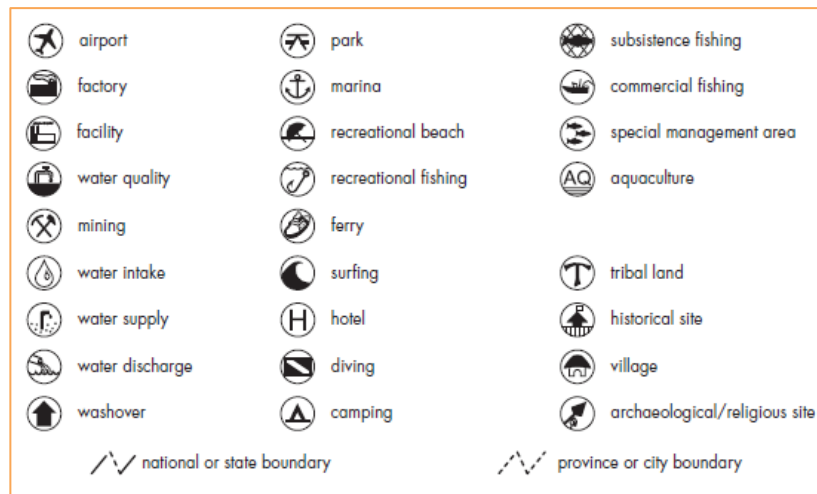 airport park subsistence fishing
factory marina commercial fishing
facility recreational beach special management area
water quality recreational fishing AQ aquaculture
mining ferry
water intake surfing tribal land
water supply H hotel historical site
water discharge diving village
washover camping archaeological/religious site
national or state boundary province or city boundary